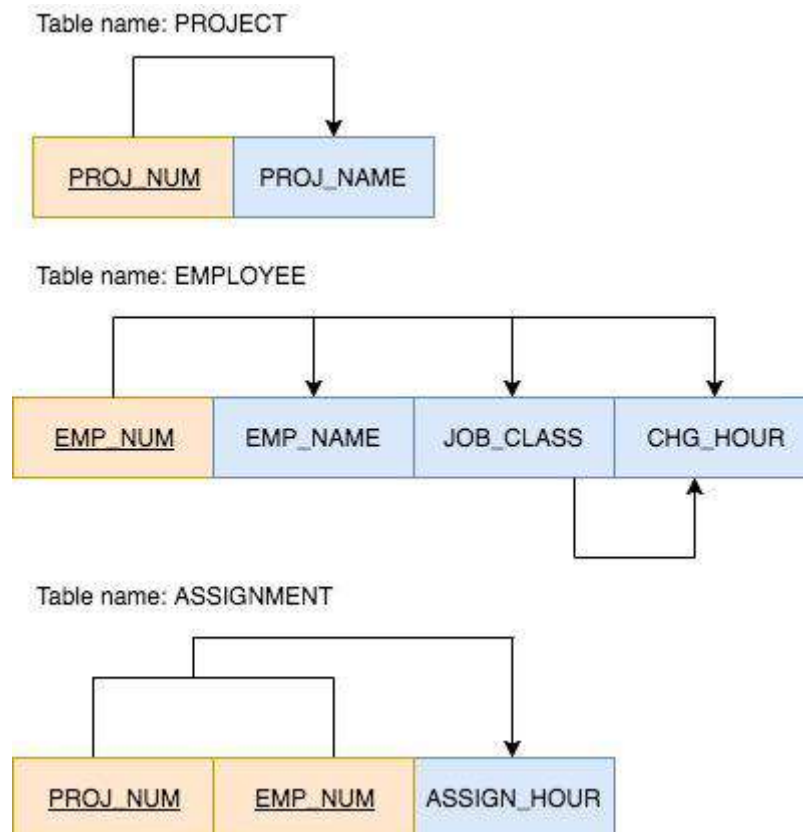 Table name: PROJECT
PROJ_NUM PROJ_NAME
Table name: EMPLOYEE
EMP_NUM EMP_NAME JOB_CLASS CHG_HOUR
Table name: ASSIGNMENT
PROJ_NUM EMP_NUM ASSIGN_HOUR